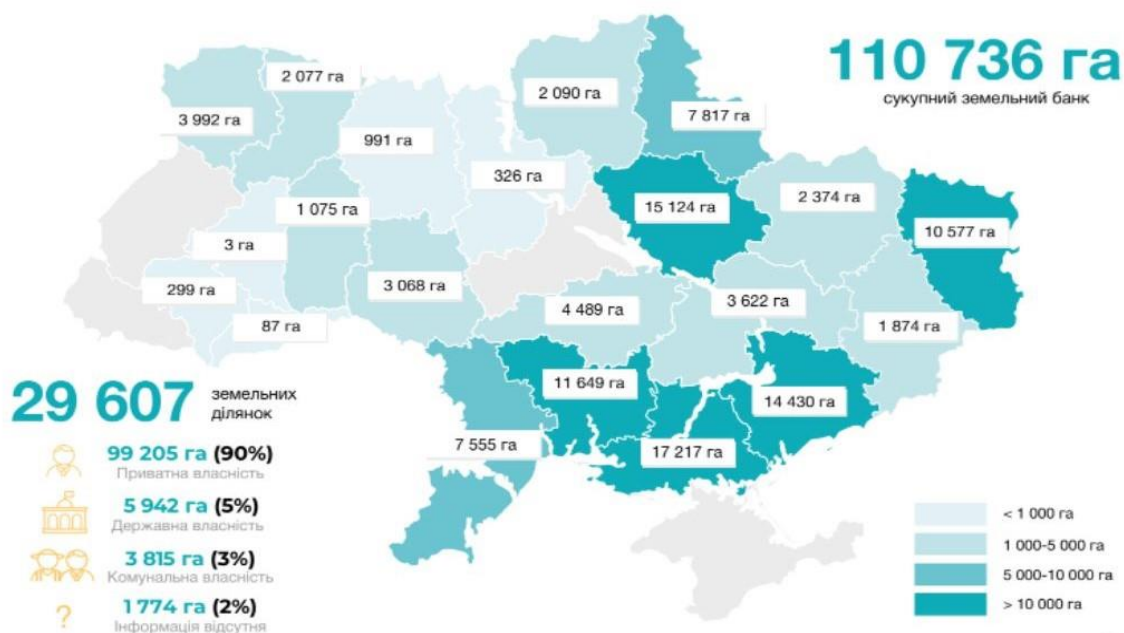 110 736 га
сукупний земельний банк
2 077 га
2 090 га
3 992 га
7 817 га
991 га
326 га
2 374 га
1 075 га
15 124 га
10 577 га
3 га
299 га
3 068 га
3 622 га
4 489 га
87 га
1 874 га
11 649 га
14 430 га
7 555 га
17 217 га
29 607 земельних
ділянок
99 205 га (90%)
Приватна власність
5 942 га (5%)
Державна власність
3 815 га (3%)
Комунальна власність
?
1 774 га (2%)
Інформація відсутня
< 1 000 га
1 000-5 000 га
5 000-10 000 га
> 10 000 га